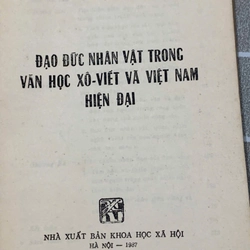 ĐẠO ĐỨC NHÂN VẬT TRONG
VĂN HỌC XÔ-VIẾT VÀ VIỆT NAM
HIỆN ĐẠI
NHÀ XUẤT BẢN KHOA HỌC XÃ HỘI
HÀ NỘI — 1987